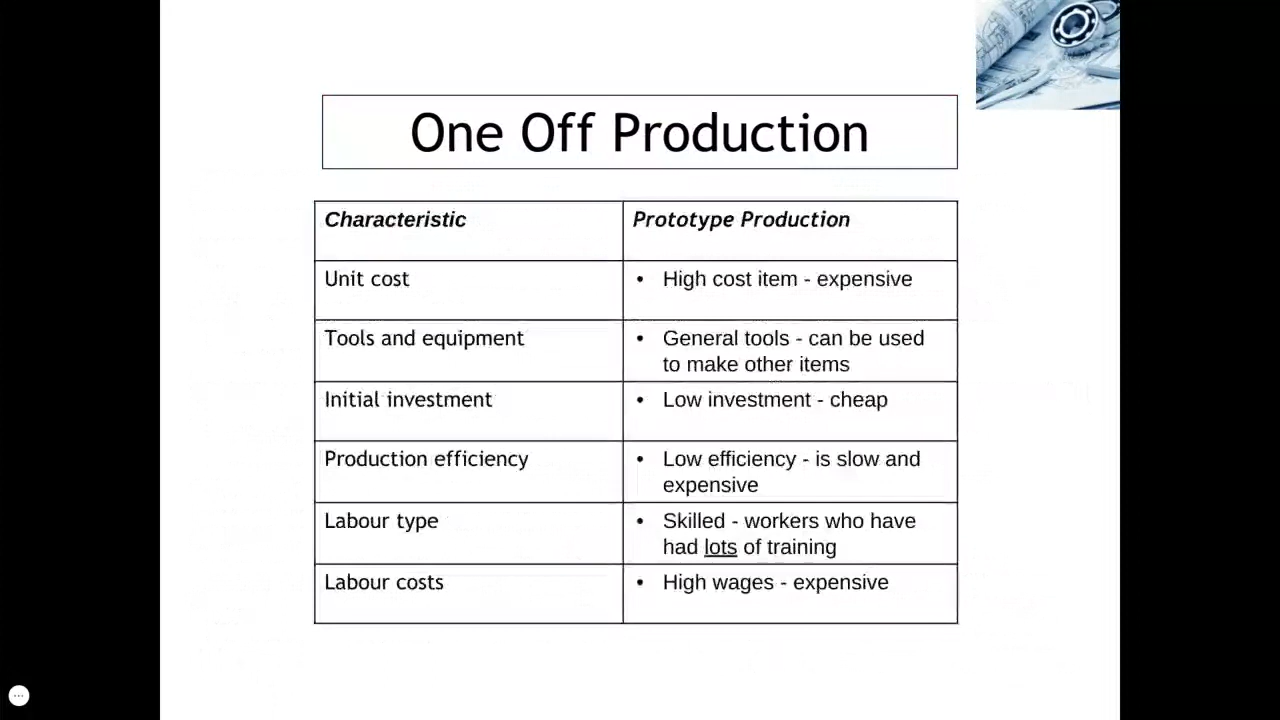 One Off Production
Characteristic
Prototype Production
Unit cost
• High cost item - expensive
Tools and equipment
• General tools - can be used
to make other items
Initial investment
• Low investment - cheap
Production efficiency
• Low efficiency - is slow and
expensive
Labour type
• Skilled - workers who have
had lots of training
Labour costs
• High wages - expensive